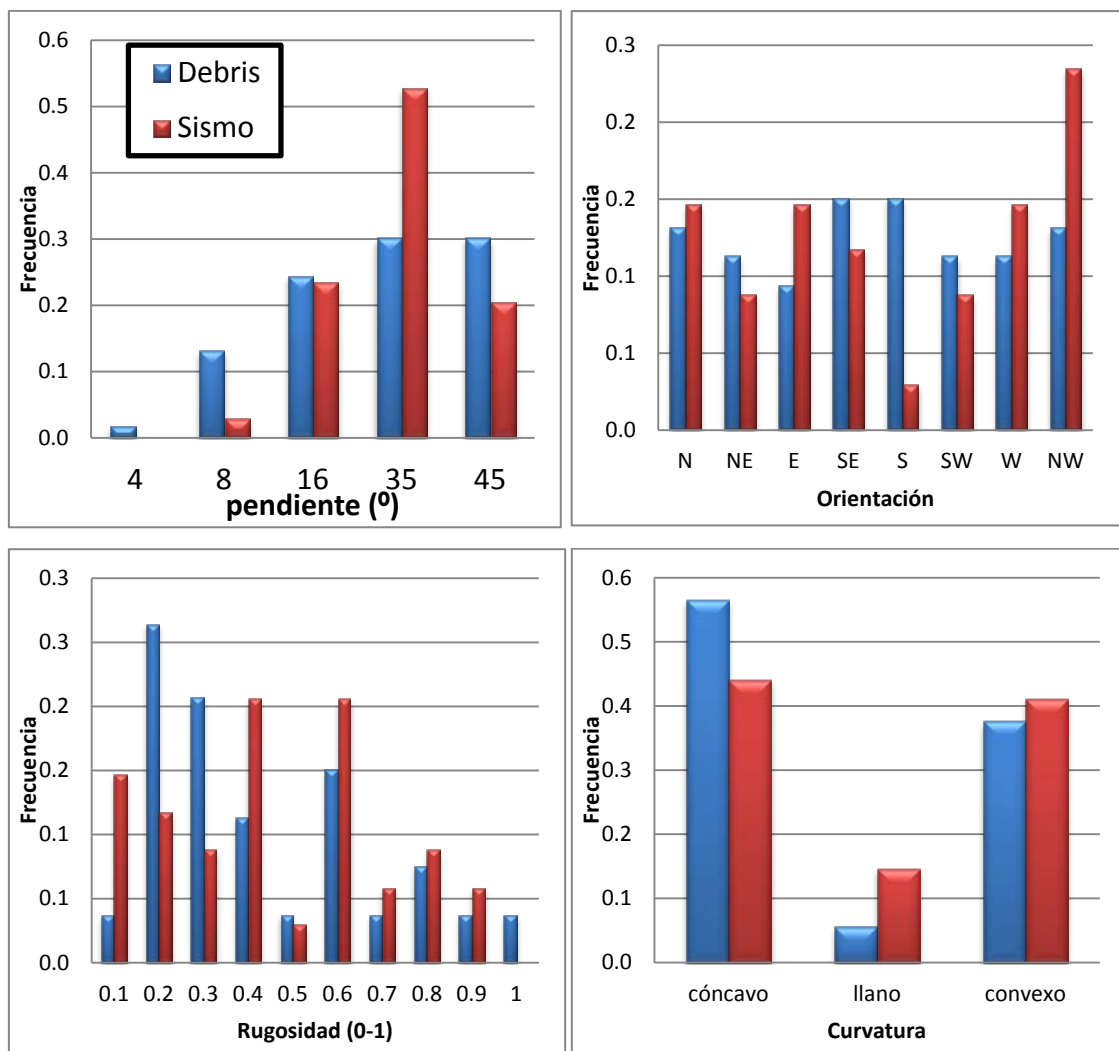 0.6
0.5
0.4
0.3
0.2
0.1
0.0
Frecuencia
Debris
Sismo
4 8 16 35 45
pendiente (º)
0.3
0.2
0.2
0.1
0.1
0.0
Frecuencia
N NE E SE S SW W NW
Orientación
0.3
0.3
0.2
0.2
0.1
0.1
0.0
Frecuencia
0.1 0.2 0.3 0.4 0.5 0.6 0.7 0.8 0.9 1
Rugosidad (0-1)
0.6
0.5
0.4
0.3
0.2
0.1
0.0
Frecuencia
cóncavo llano convexo
Curvatura